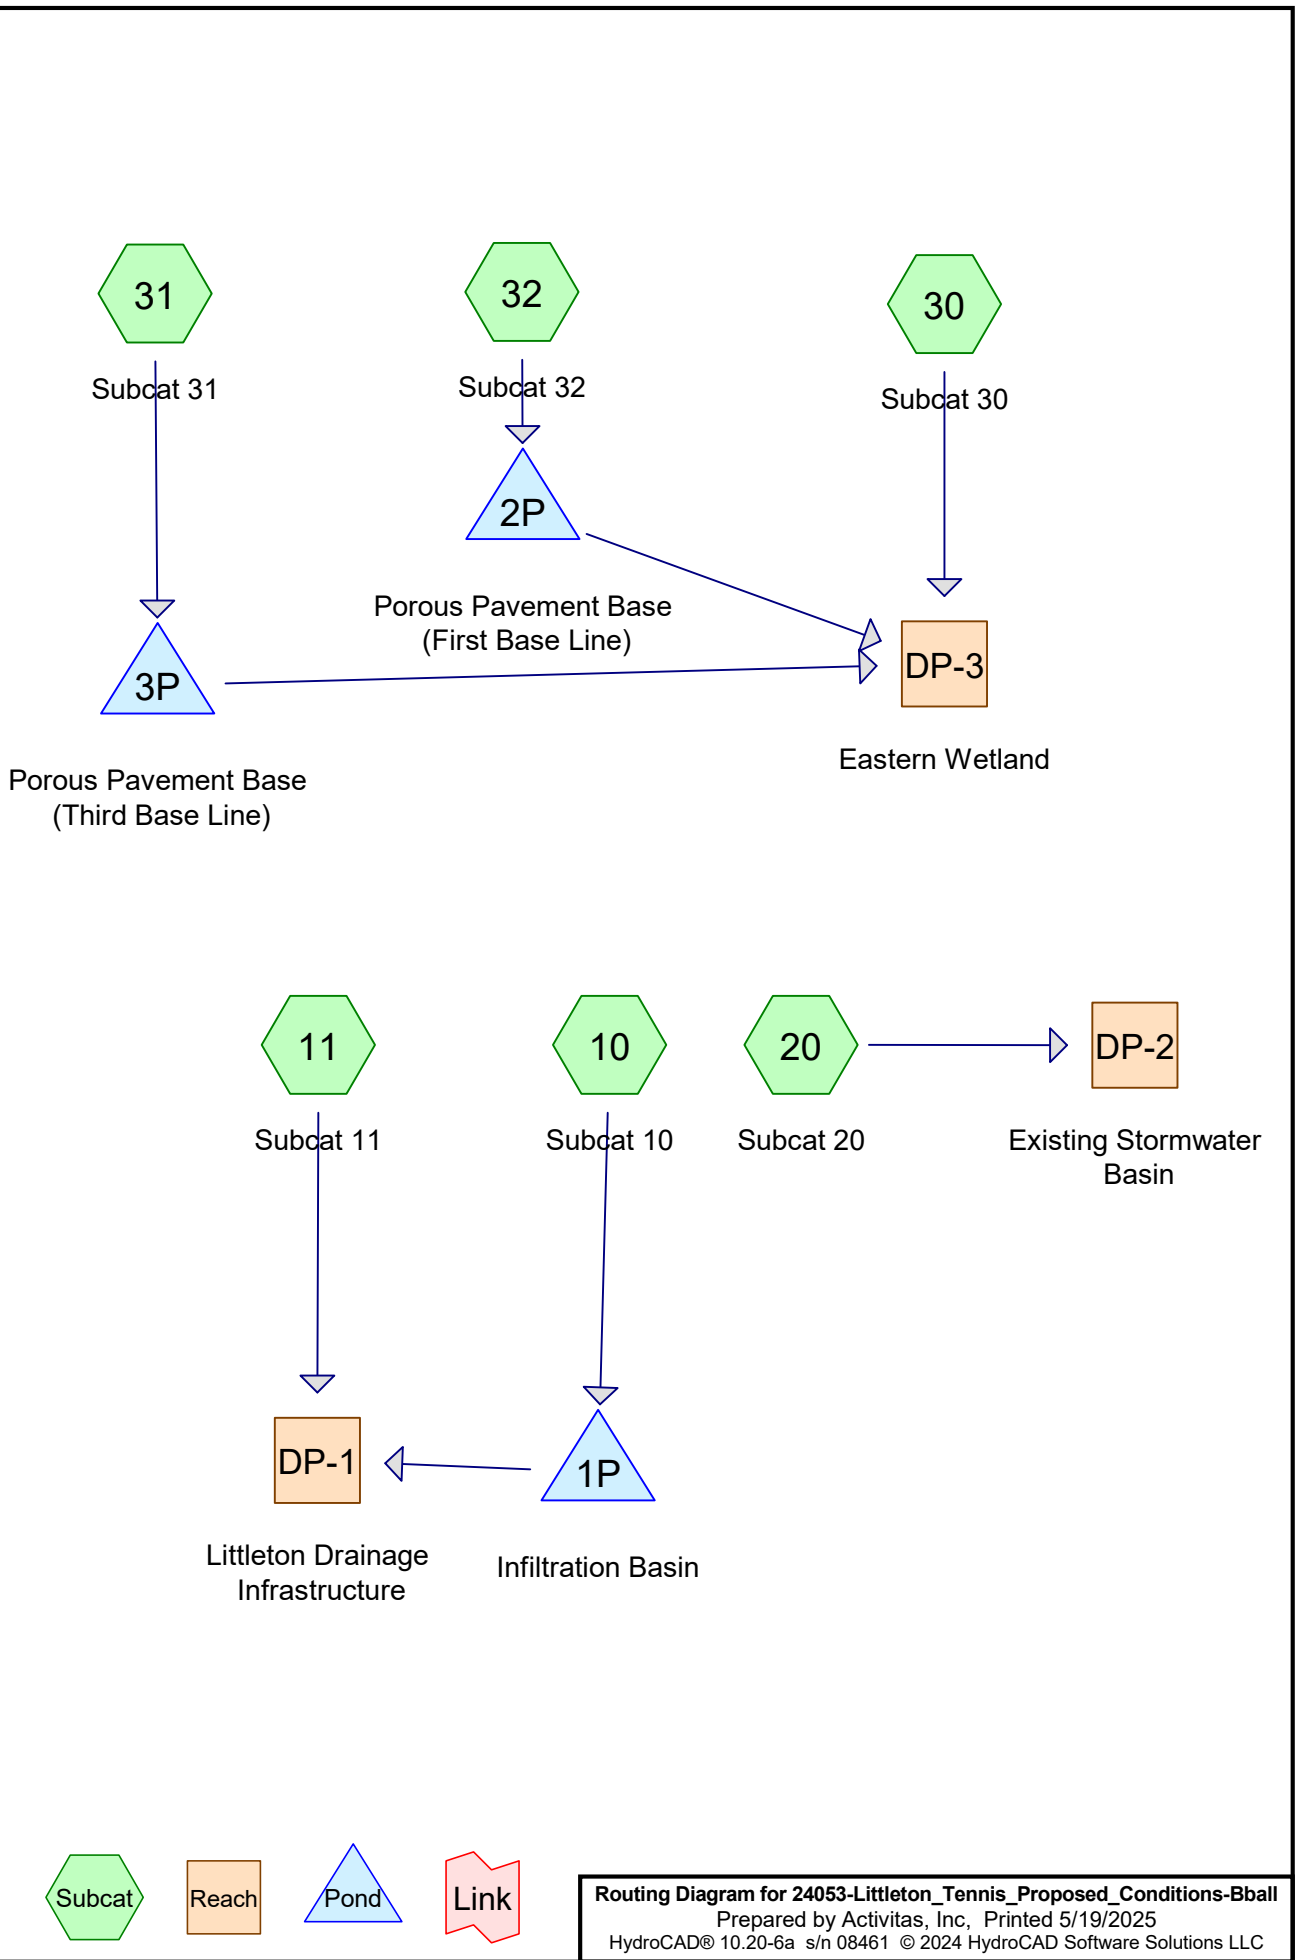 31
Subcat 31
32
Subcat 32
30
Subcat 30
2P
Porous Pavement Base
(First Base Line)
3P
Porous Pavement Base
(Third Base Line)
DP-3
Eastern Wetland
11
Subcat 11
10
Subcat 10
20
Subcat 20
DP-2
Existing Stormwater
Basin
DP-1
Littleton Drainage
Infrastructure
1P
Infiltration Basin
Subcat
Reach
Pond
Link
Routing Diagram for 24053-Littleton_Tennis_Proposed_Conditions-Bball
Prepared by Activitas, Inc, Printed 5/19/2025
HydroCAD® 10.20-6a s/n 08461 © 2024 HydroCAD Software Solutions LLC